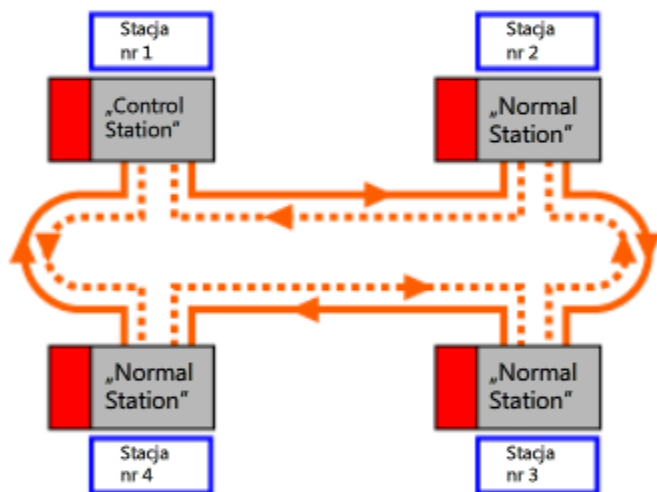 Stacja
nr 1
Stacja
nr 2
„Control
Station"
„Normal
Station"
„Normal
Station"
„Normal
Station"
Stacja
nr 4
Stacja
nr 3